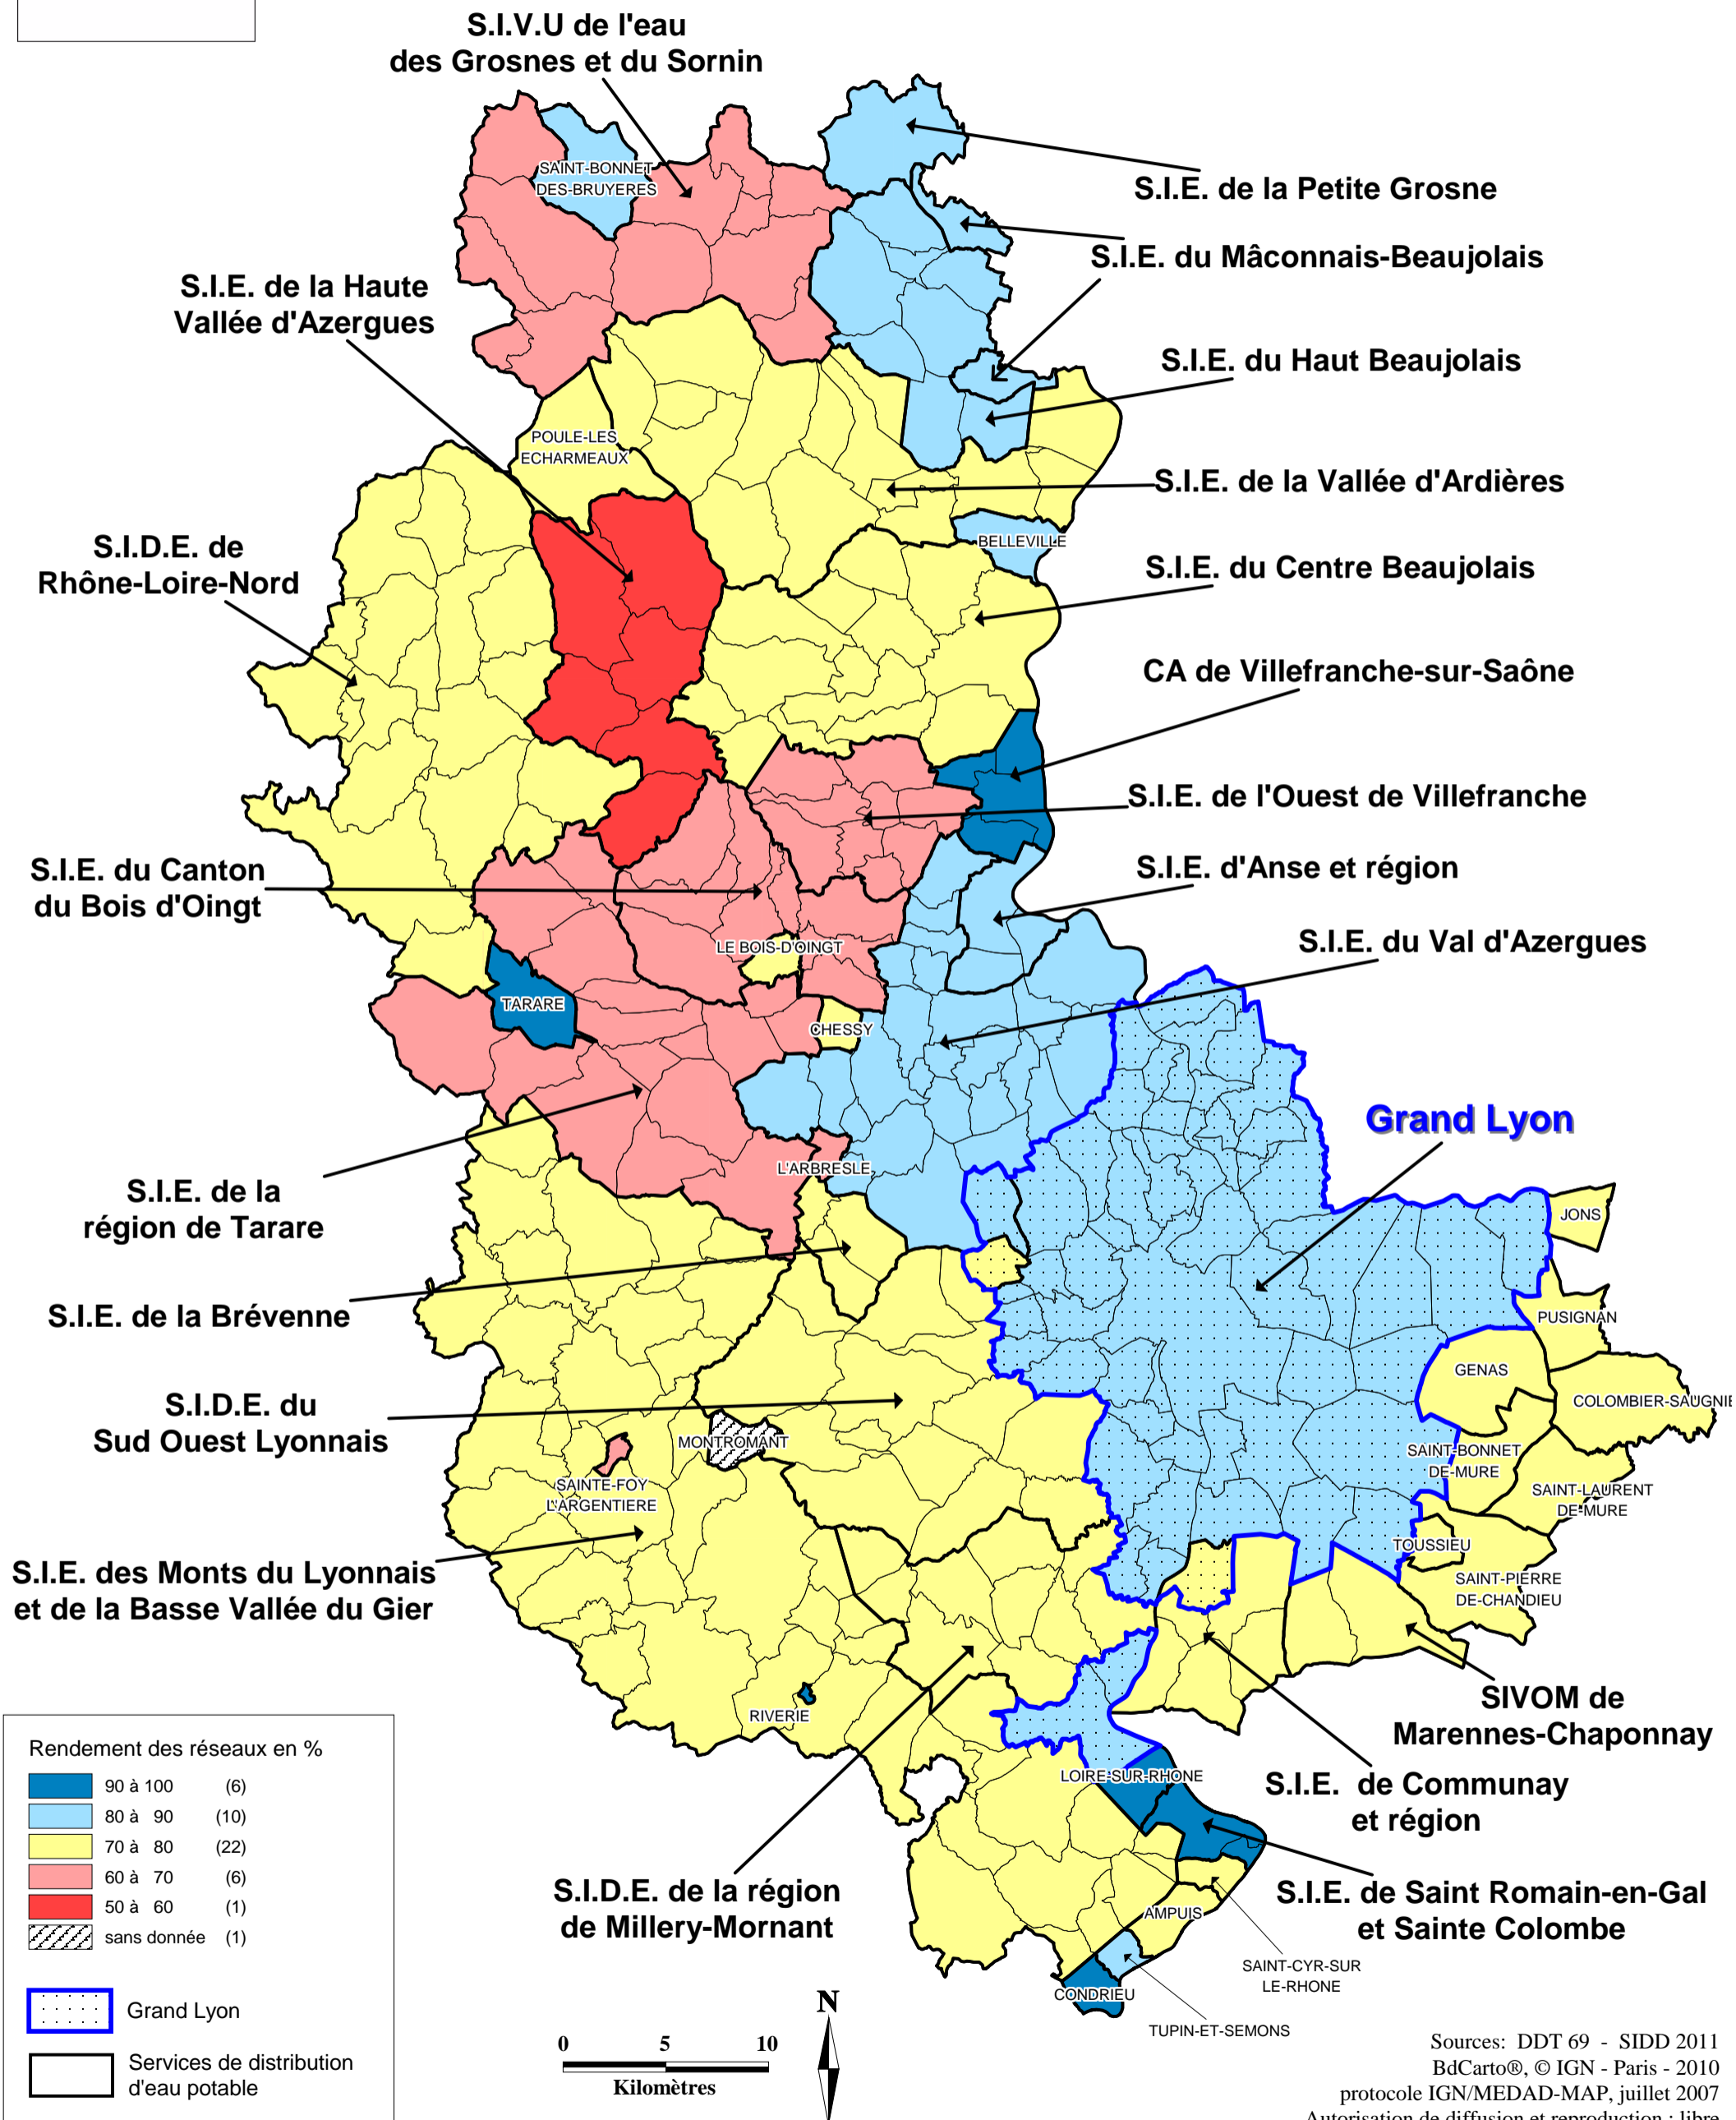 S.I.V.U de l'eau
des Grosnes et du Sornin
SAINT-BONNET
DES-BRUYERES
S.I.E. de la Petite Grosne
S.I.E. du Mâconnais-Beaujolais
S.I.E. de la Haute
Vallée d'Azergues
S.I.E. du Haut Beaujolais
POULE-LES
ECHARMEAUX
S.I.E. de la Vallée d'Ardières
S.I.D.E. de
Rhône-Loire-Nord
BELLEVILLE
S.I.E. du Centre Beaujolais
CA de Villefranche-sur-Saône
S.I.E. de l'Ouest de Villefranche
S.I.E. du Canton
du Bois d'Oingt
S.I.E. d'Anse et région
LE BOIS-D'OINGT
S.I.E. du Val d'Azergues
TARARE
CHESSY
Grand Lyon
L'ARBRESLE
S.I.E. de la
région de Tarare
JONS
S.I.E. de la Brévenne
PUSIGNAN
GENAS
COLOMBIER-SAUGNIE
S.I.D.E. du
Sud Ouest Lyonnais
MONTROMANT
SAINT-BONNET
DE-MURE
SAINTE-FOY
L'ARGENTIERE
SAINT-LAURENT
DE-MURE
TOUSSIEU
S.I.E. des Monts du Lyonnais
et de la Basse Vallée du Gier
SAINT-PIERRE
DE-CHANDIEU
RIVERIE
SIVOM de
Marennes-Chaponnay
LOIRE-SUR-RHONE
S.I.E. de Communay
et région
S.I.D.E. de la région
de Millery-Mornant
S.I.E. de Saint Romain-en-Gal
et Sainte Colombe
AMPUIS
SAINT-CYR-SUR
LE-RHONE
CONDRIEU
TUPIN-ET-SEMONS
Rendement des réseaux en %
90 à 100 (6)
80 à 90 (10)
70 à 80 (22)
60 à 70 (6)
50 à 60 (1)
sans donnée (1)
Grand Lyon
Services de distribution
d'eau potable
N
0 5 10
Kilomètres
Sources: DDT 69 - SIDD 2011
BdCarto®, © IGN - Paris - 2010
protocole IGN/MEDAD-MAP, juillet 2007
Autorisation de diffusion et reproduction : libre